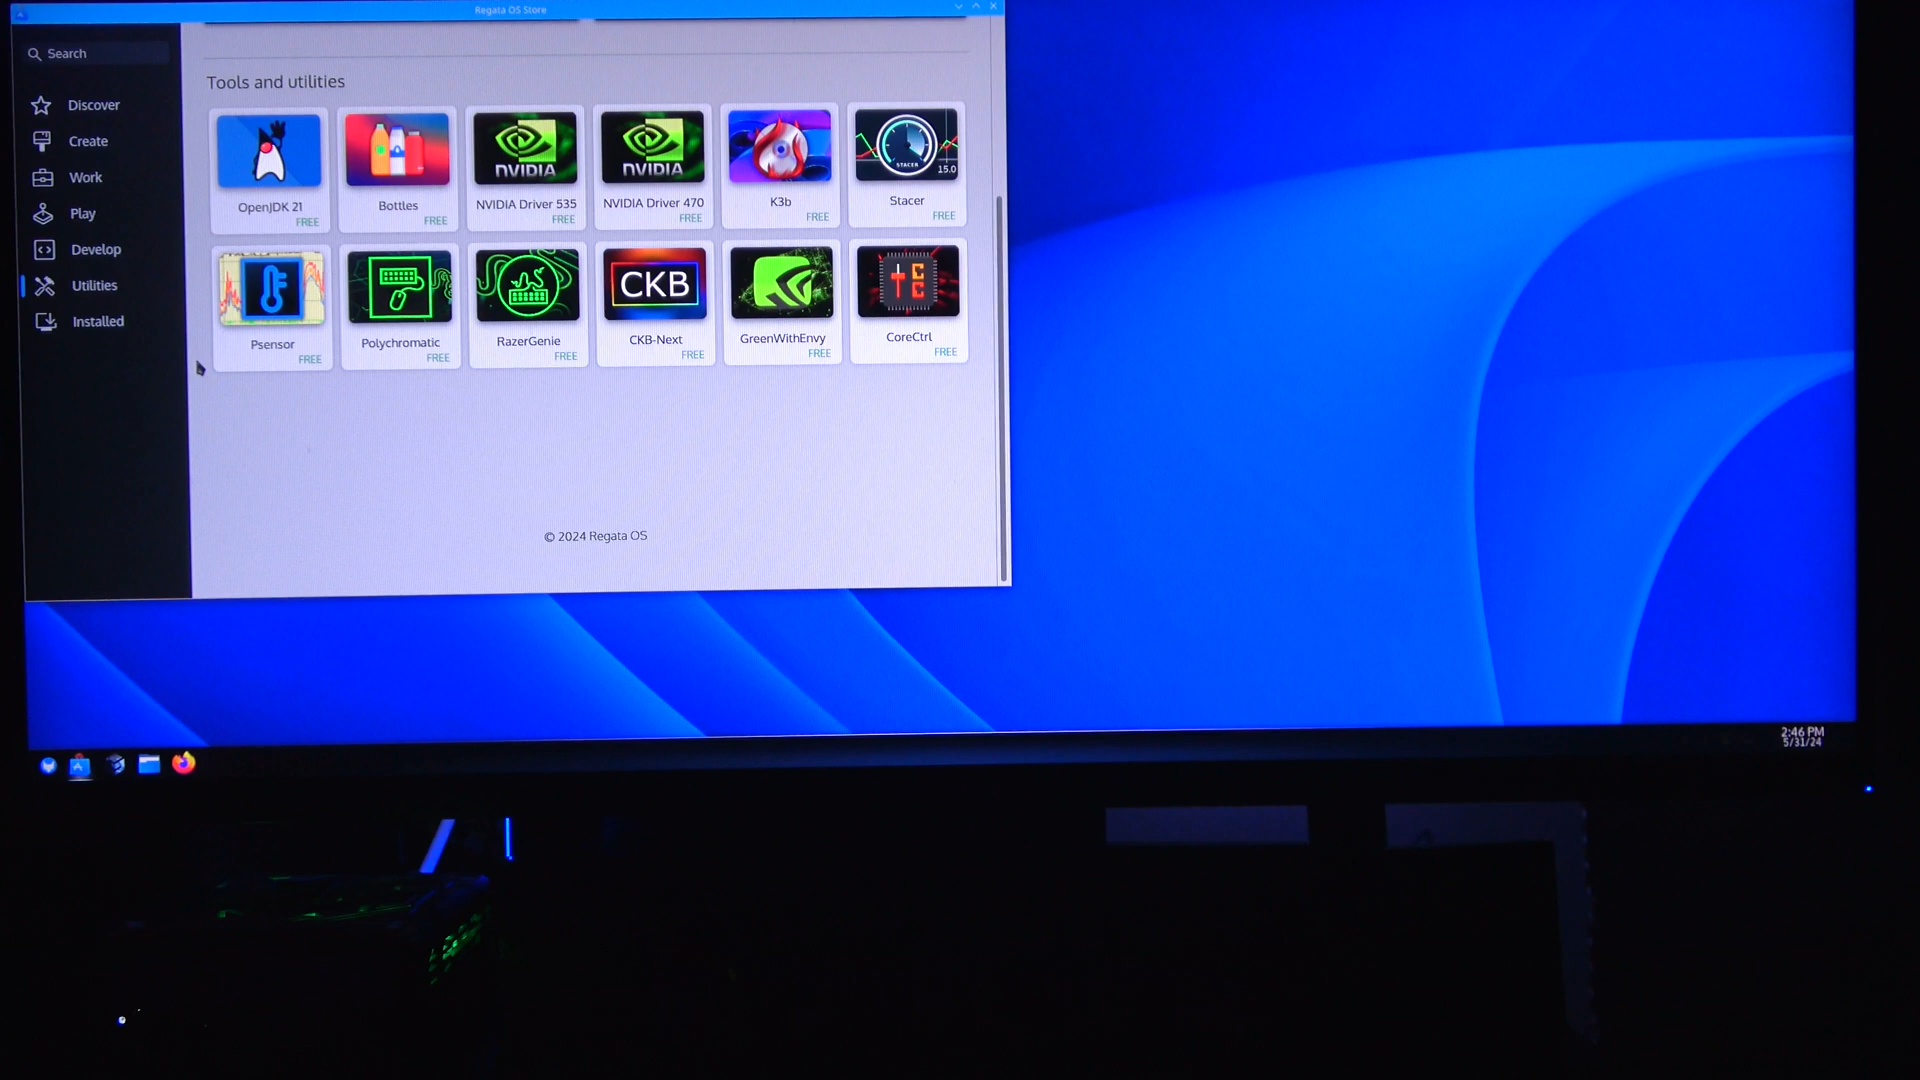 Regata OS Store
Search
Discover
Create
Work
Play
Develop
Utilities
Installed
Tools and utilities
NVIDIA
NVIDIA
STACER
15.0
OpenJDK 21
FREE
Bottles
FREE
NVIDIA Driver 535
FREE
NVIDIA Driver 470
FREE
K3b
FREE
Stacer
FREE
CKB
Psensor
FREE
Polychromatic
FREE
RazerGenie
FREE
CKB-Next
FREE
GreenWithEnvy
FREE
CoreCtrl
FREE
© 2024 Regata OS
2:46 PM
5/31/24